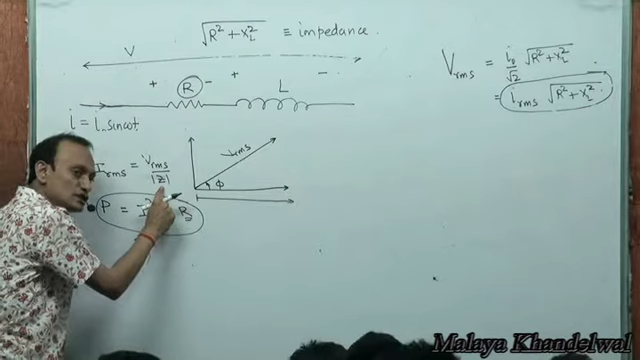 √R² + X_L² ≡ impedance.
V
+ R - + L -
i = i₀ sinωt
V_rms = i₀/√2 √R² + X_L²
= i_rms √R² + X_L²
I_rms = V_rms/|Z|
V_rms
ϕ
P = I² R
Malaya Khandelwal